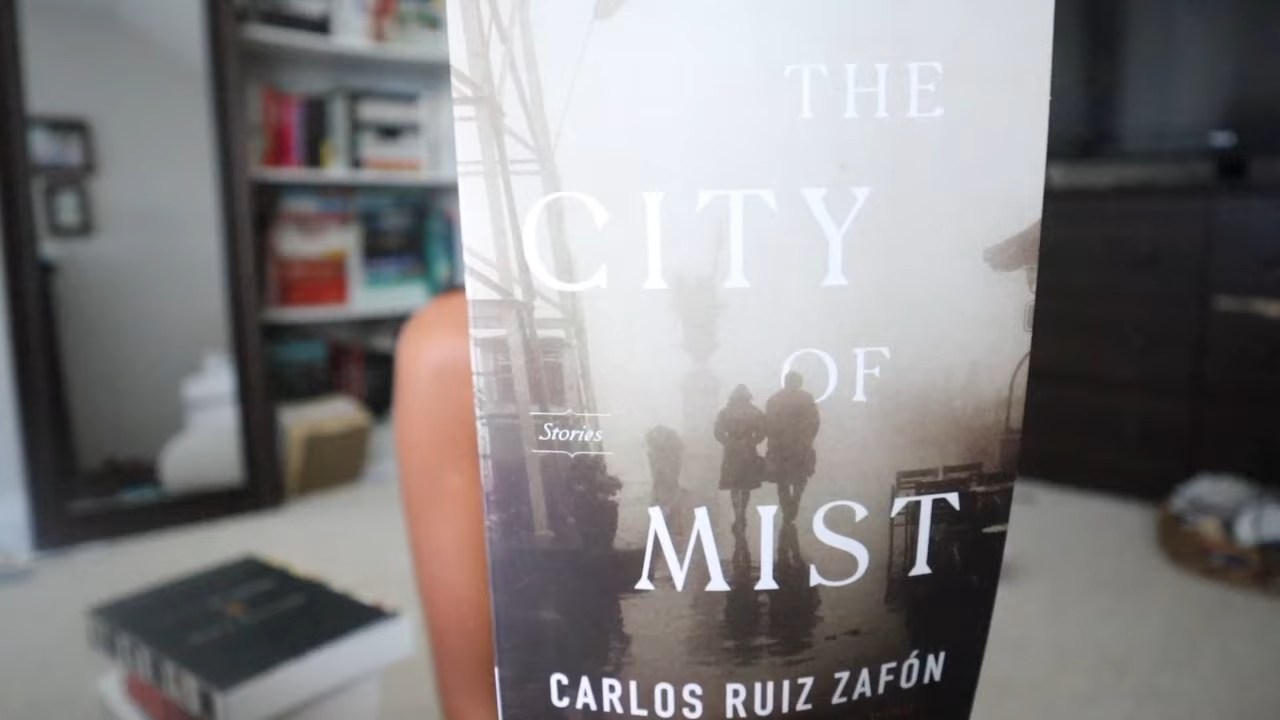 THE
CITY
OF
Stories
MIST
CARLOS RUIZ ZAFÓN